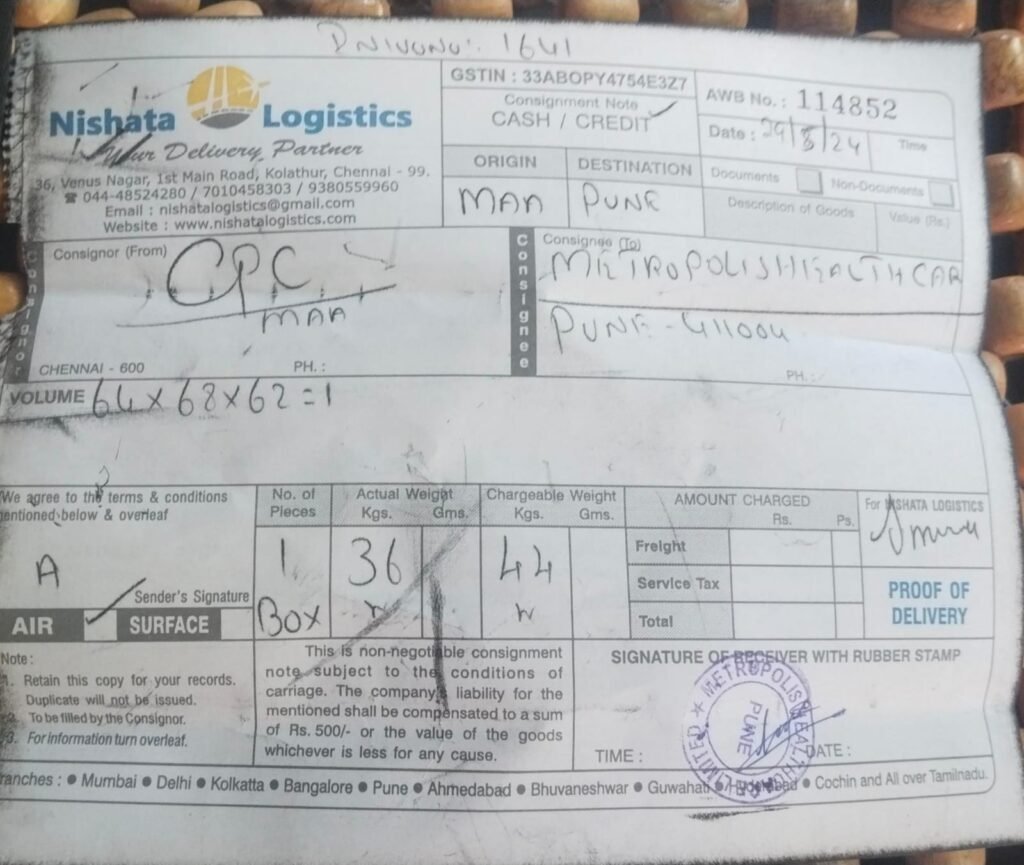 1641
Nishata Logistics
Your Delivery Partner
36, Venus Nagar, 1st Main Road, Kolathur, Chennai - 99.
☎ 044-48524280 / 7010458303 / 9380559960
Email : nishatalogistics@gmail.com
Website : www.nishatalogistics.com
GSTIN : 33ABOPY4754E3Z7
Consignment Note
CASH / CREDIT
AWB No. : 114852
Date : 29/5/24
Time
ORIGIN
DESTINATION
MAA
PUNE
Documents
Non-Documents
Description of Goods
Value (Rs.)
Consignor
Consignor (From)
CPC
MAA
CHENNAI - 600
PH. :
Consignee
Consignee (To)
METROPOLIS HEALTHCAR
PUNE - 411004
PH. :
VOLUME 64 x 68 x 62 = 1
We agree to the terms & conditions
mentioned below & overleaf
A
Sender's Signature
AIR
SURFACE
No. of Pieces
Actual Weight
Kgs. Gms.
Chargeable Weight
Kgs. Gms.
1
BOX
36
44
AMOUNT CHARGED
Rs. Ps.
Freight
Service Tax
Total
For NISHATA LOGISTICS
PROOF OF
DELIVERY
Note :
1. Retain this copy for your records.
Duplicate will not be issued.
2. To be filled by the Consignor.
3. For information turn overleaf.
This is non-negotiable consignment
note subject to the conditions of
carriage. The company's liability for the
mentioned shall be compensated to a sum
of Rs. 500/- or the value of the goods
whichever is less for any cause.
SIGNATURE OF RECEIVER WITH RUBBER STAMP
METROPOLIS HEALTHCARE LIMITED
PUNE
TIME :
DATE :
Branches : ● Mumbai ● Delhi ● Kolkatta ● Bangalore ● Pune ● Ahmedabad ● Bhuvaneshwar ● Guwahati ● Hyderabad ● Cochin and All over Tamilnadu.